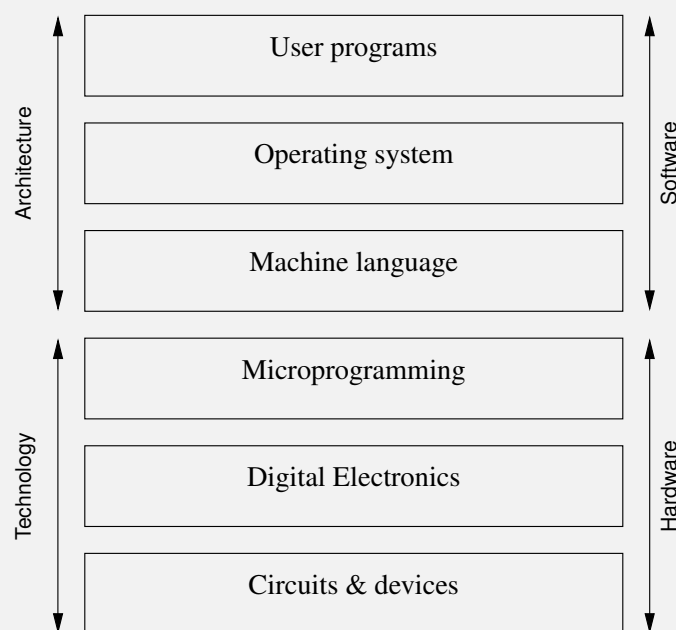 User programs
Architecture
Operating system
Software
Machine language
Microprogramming
Technology
Digital Electronics
Hardware
Circuits & devices